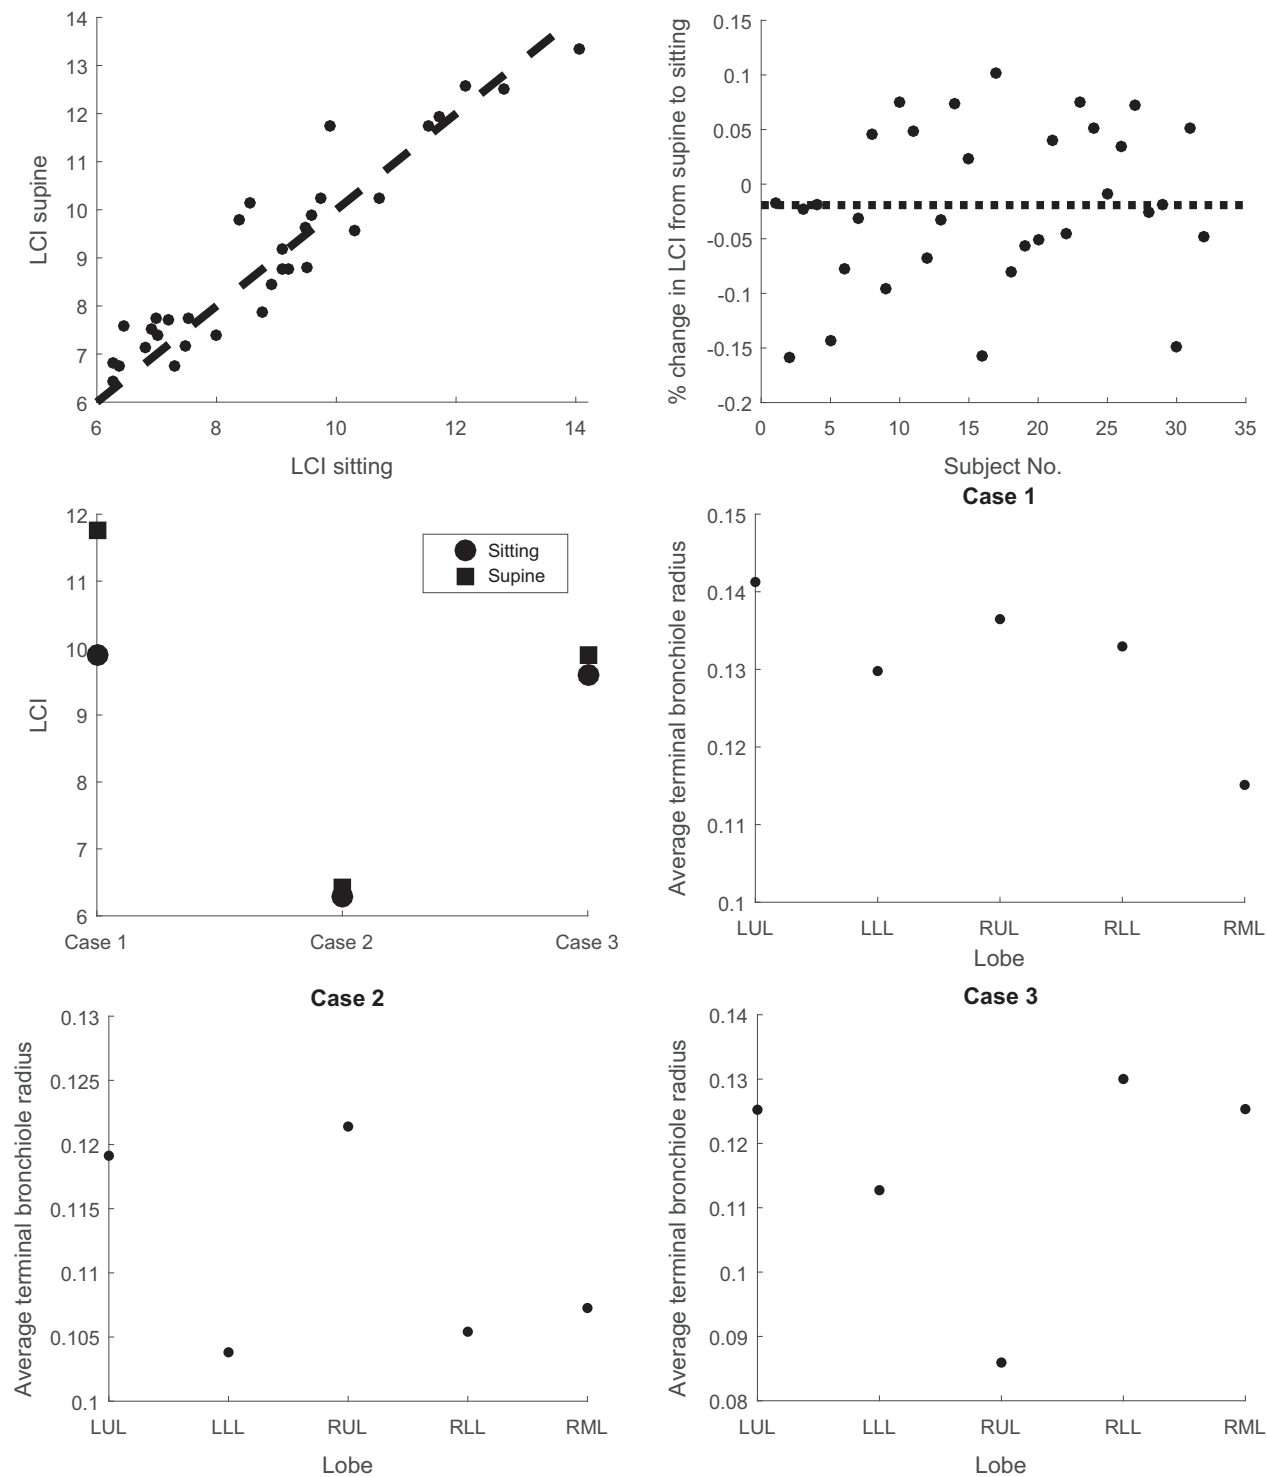 14
13
12
11
10
9
8
7
6
6 8 10 12 14
LCI supine
LCI sitting
0.15
0.1
0.05
0
-0.05
-0.1
-0.15
-0.2
0 5 10 15 20 25 30 35
% change in LCI from supine to sitting
Subject No.
12
11
10
9
8
7
6
LCI
Sitting
Supine
Case 1 Case 2 Case 3
Case 1
0.15
0.14
0.13
0.12
0.11
0.1
Average terminal bronchiole radius
LUL LLL RUL RLL RML
Lobe
Case 2
0.13
0.125
0.12
0.115
0.11
0.105
0.1
Average terminal bronchiole radius
LUL LLL RUL RLL RML
Lobe
Case 3
0.14
0.13
0.12
0.11
0.1
0.09
0.08
Average terminal bronchiole radius
LUL LLL RUL RLL RML
Lobe